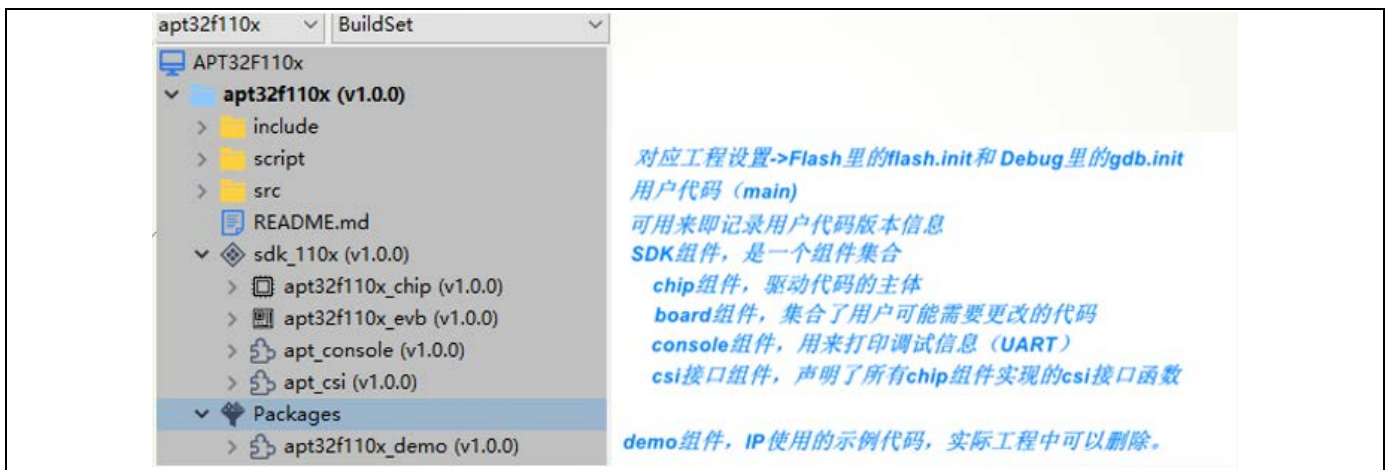 apt32f110x BuildSet
APT32F110x
apt32f110x (v1.0.0)
include
script 对应工程设置->Flash里的flash.init和 Debug里的gdb.init
src 用户代码（main)
README.md 可用来即记录用户代码版本信息
sdk_110x (v1.0.0) SDK组件，是一个组件集合
apt32f110x_chip (v1.0.0) chip组件，驱动代码的主体
apt32f110x_evb (v1.0.0) board组件，集合了用户可能需要更改的代码
apt_console (v1.0.0) console组件，用来打印调试信息（UART）
apt_csi (v1.0.0) csi接口组件，声明了所有chip组件实现的csi接口函数
Packages
apt32f110x_demo (v1.0.0) demo组件，IP使用的示例代码，实际工程中可以删除。